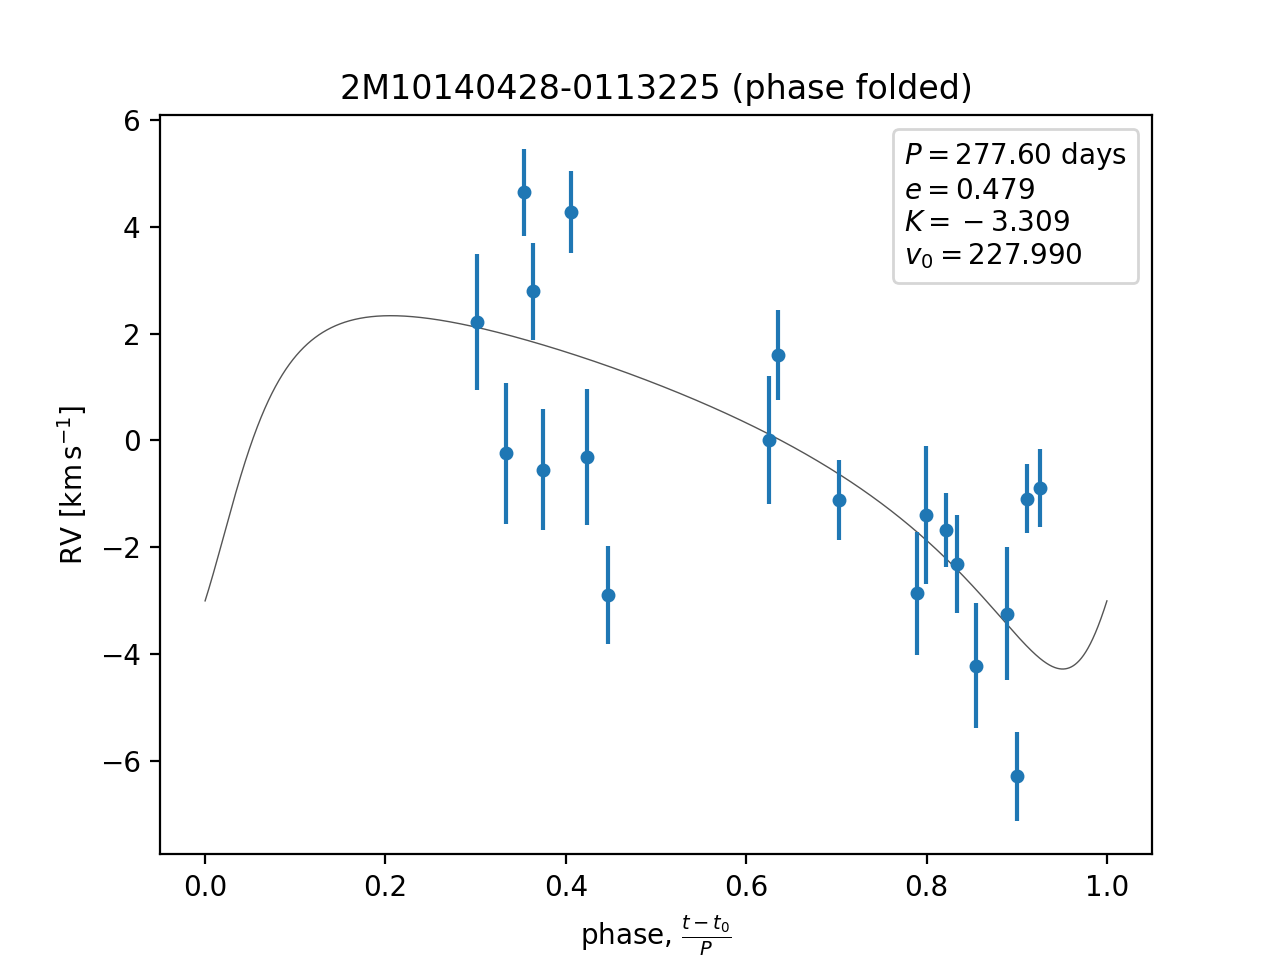 2M10140428-0113225 (phase folded)
P = 277.60 days
e = 0.479
K = −3.309
v₀ = 227.990
6
4
2
0
−2
−4
−6
RV [km s⁻¹]
0.0 0.2 0.4 0.6 0.8 1.0
phase, (t − t₀)/P